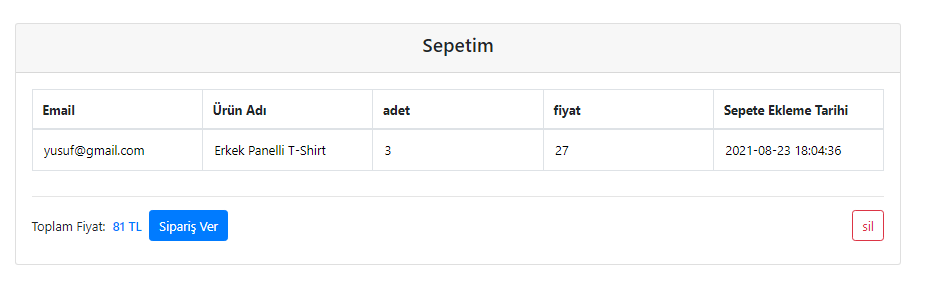 Sepetim
Email Ürün Adı adet fiyat Sepete Ekleme Tarihi
yusuf@gmail.com Erkek Panelli T-Shirt 3 27 2021-08-23 18:04:36
Toplam Fiyat: 81 TL Sipariş Ver sil